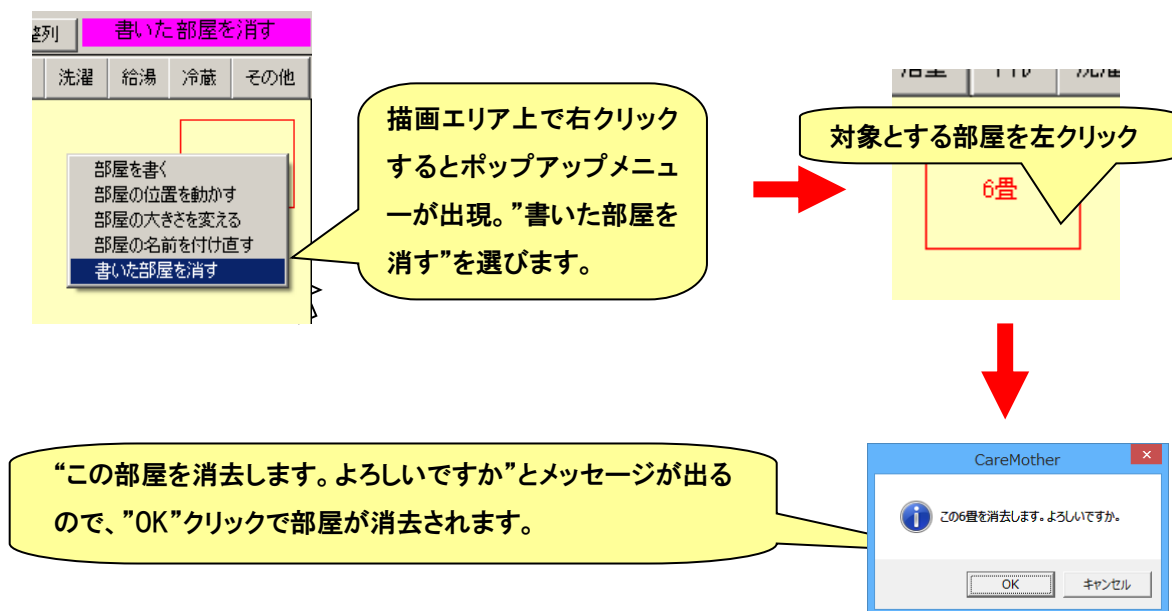 整列 書いた部屋を消す
洗濯 給湯 冷蔵 その他
部屋を書く
部屋の位置を動かす
部屋の大きさを変える
部屋の名前を付け直す
書いた部屋を消す
描画エリア上で右クリック
するとポップアップメニュ
ーが出現。”書いた部屋を
消す”を選びます。
対象とする部屋を左クリック
6畳
“この部屋を消去します。よろしいですか”とメッセージが出る
ので、”OK”クリックで部屋が消去されます。
CareMother
この6畳を消去します。よろしいですか。
OK キャンセル